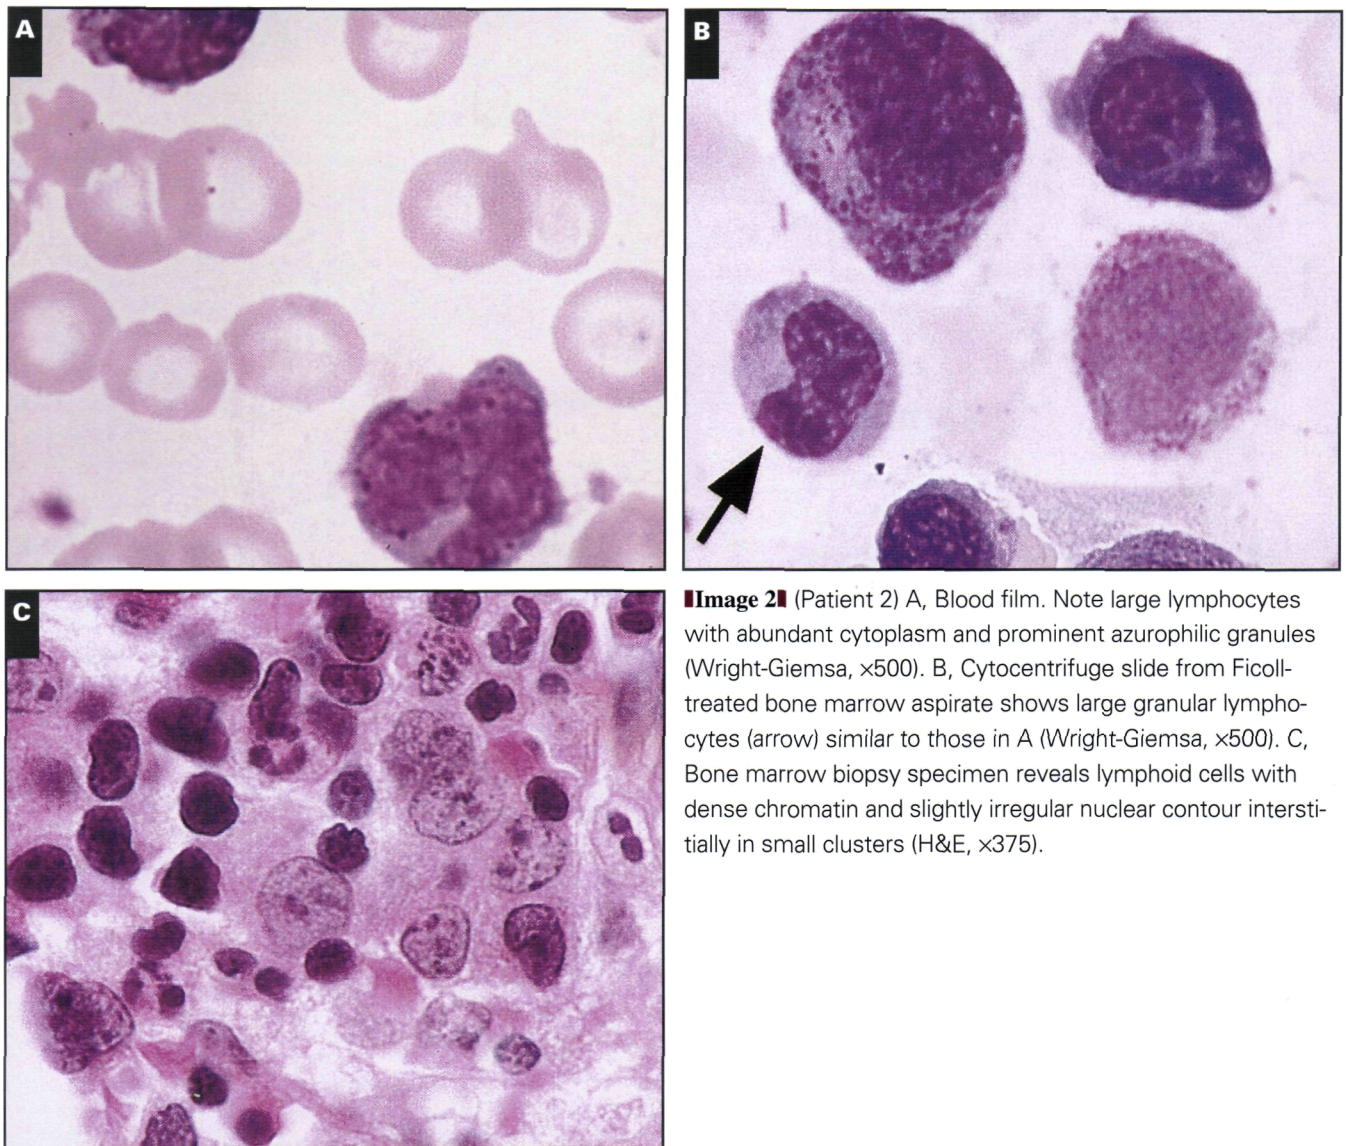 A
B
C
▮Image 2▮ (Patient 2) A, Blood film. Note large lymphocytes
with abundant cytoplasm and prominent azurophilic granules
(Wright-Giemsa, ×500). B, Cytocentrifuge slide from Ficoll-
treated bone marrow aspirate shows large granular lympho-
cytes (arrow) similar to those in A (Wright-Giemsa, ×500). C,
Bone marrow biopsy specimen reveals lymphoid cells with
dense chromatin and slightly irregular nuclear contour intersti-
tially in small clusters (H&E, ×375).